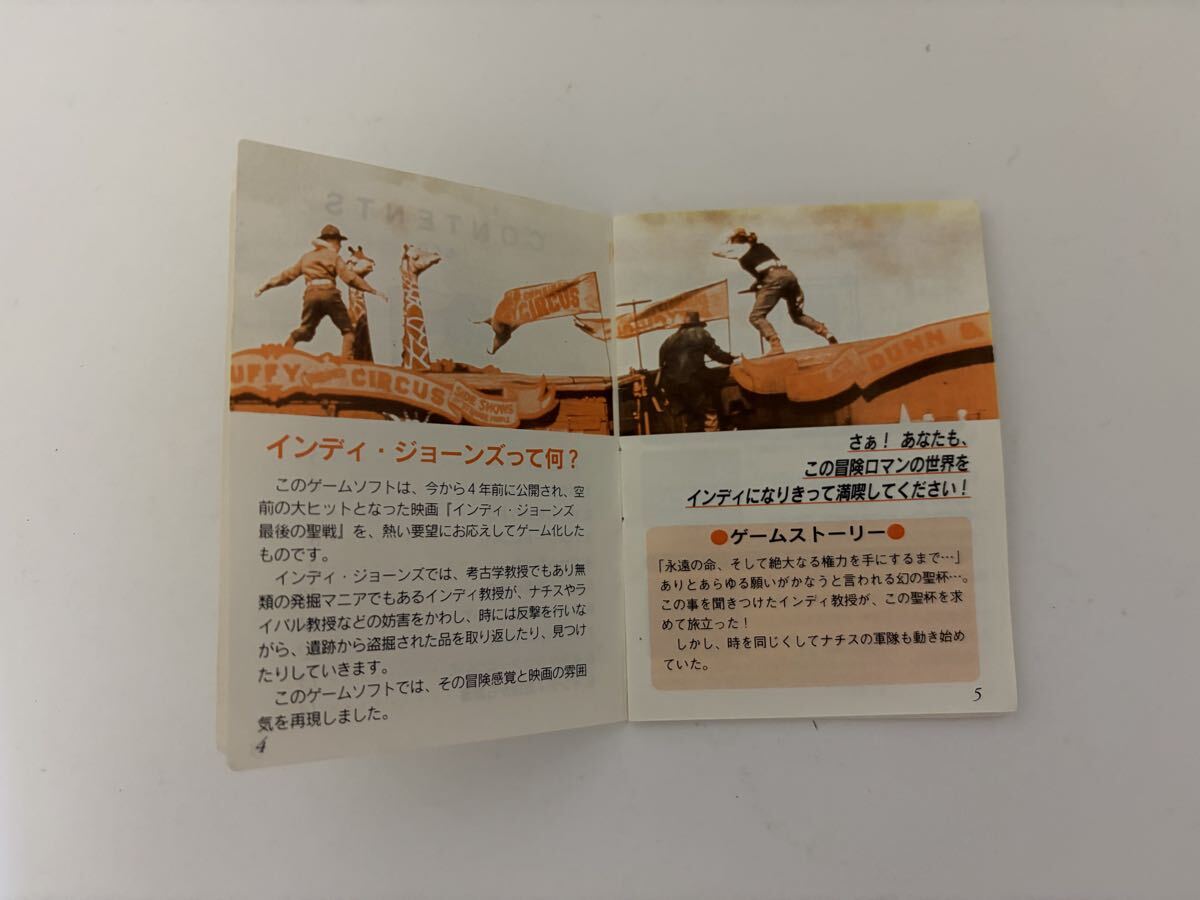 CONTENTS
CIRCUS
UFFY
CIRCUS
SIDE SHOWS
インディ・ジョーンズって何？
このゲームソフトは、今から４年前に公開され、空
前の大ヒットとなった映画『インディ・ジョーンズ
最後の聖戦』を、熱い要望にお応えしてゲーム化した
ものです。
インディ・ジョーンズでは、考古学教授でもあり無
類の発掘マニアでもあるインディ教授が、ナチスやラ
イバル教授などの妨害をかわし、時には反撃を行いな
がら、遺跡から盗掘された品を取り返したり、見つけ
たりしていきます。
このゲームソフトでは、その冒険感覚と映画の雰囲
気を再現しました。
4
DUNN &
さぁ！ あなたも、
この冒険ロマンの世界を
インディになりきって満喫してください！
●ゲームストーリー●
「永遠の命、そして絶大なる権力を手にするまで…」
ありとあらゆる願いがかなうと言われる幻の聖杯…。
この事を聞きつけたインディ教授が、この聖杯を求
めて旅立った！
しかし、時を同じくしてナチスの軍隊も動き始め
ていた。
5